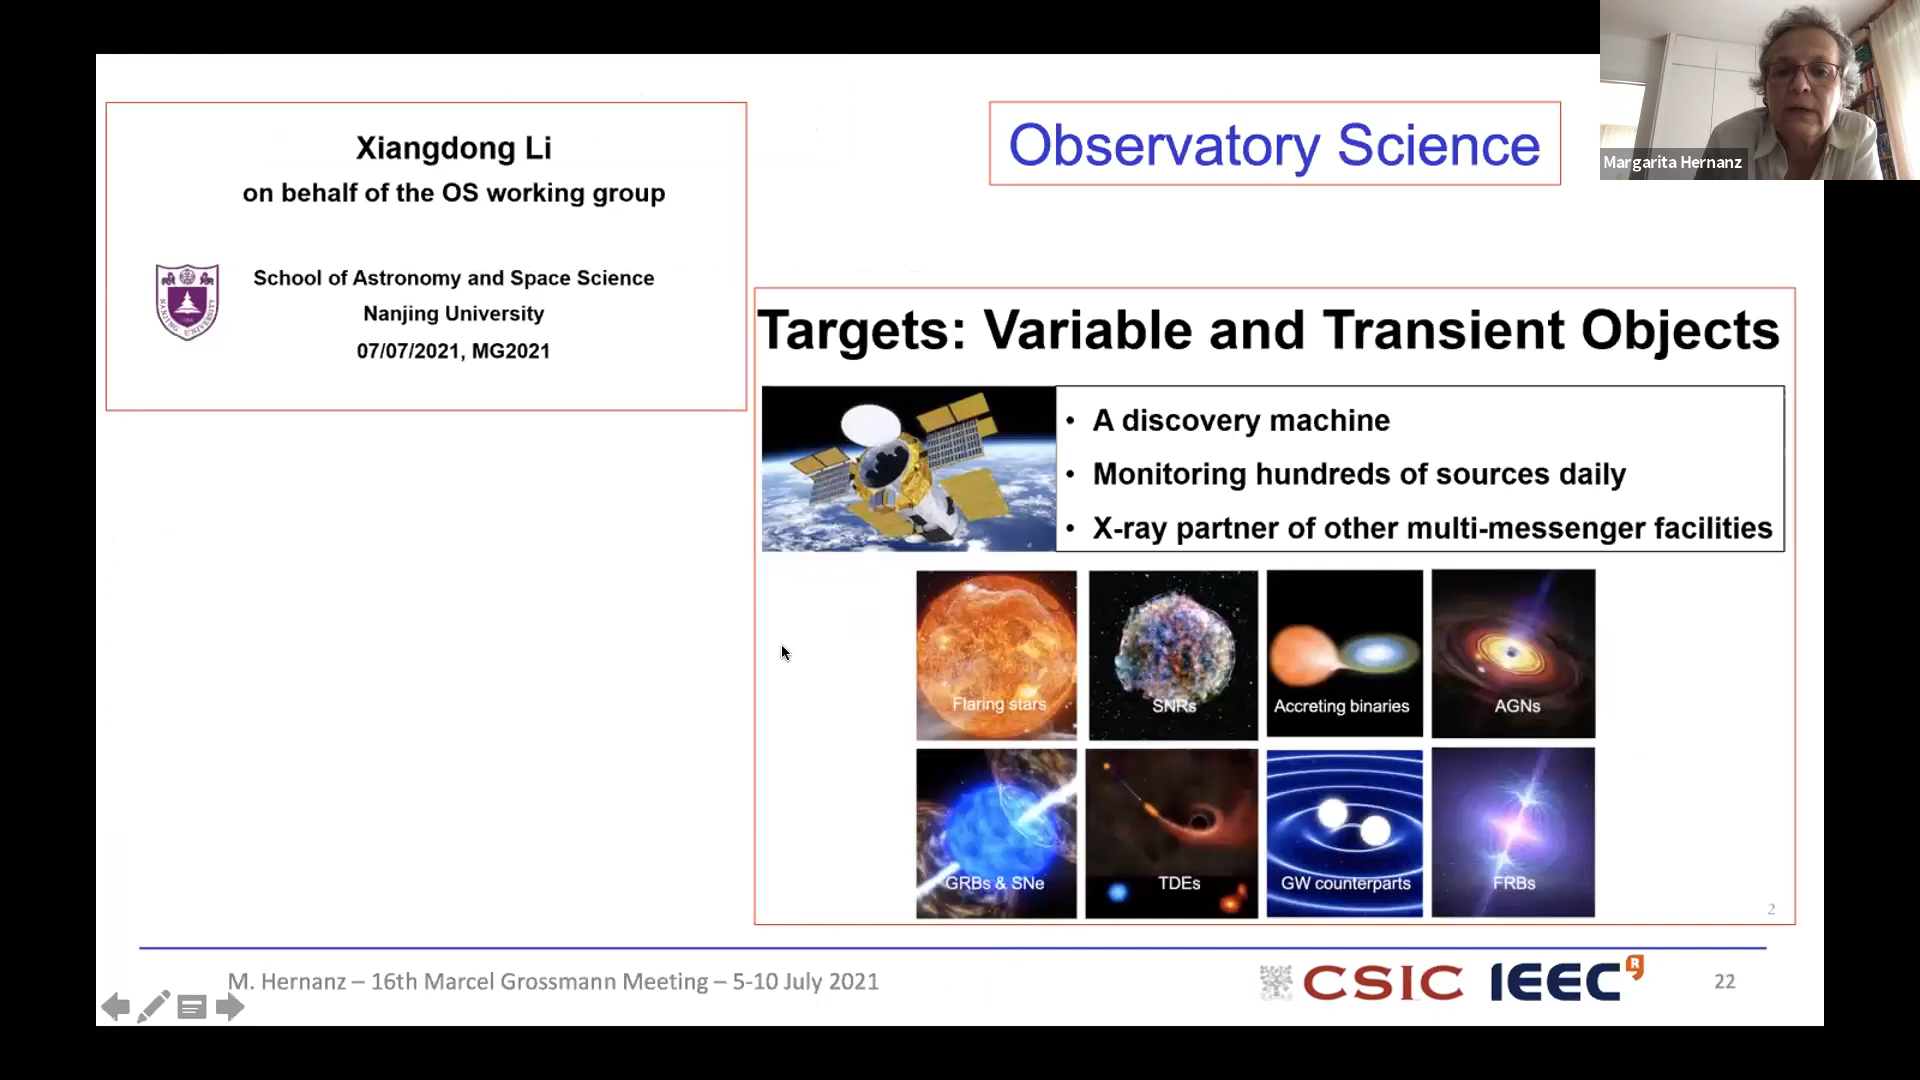 Xiangdong Li
on behalf of the OS working group
School of Astronomy and Space Science
Nanjing University
07/07/2021, MG2021
Observatory Science
Margarita Hernanz
Targets: Variable and Transient Objects
• A discovery machine
• Monitoring hundreds of sources daily
• X-ray partner of other multi-messenger facilities
Flaring stars
SNRs
Accreting binaries
AGNs
GRBs & SNe
TDEs
GW counterparts
FRBs
2
M. Hernanz – 16th Marcel Grossmann Meeting – 5-10 July 2021
CSIC
IEEC
R
22